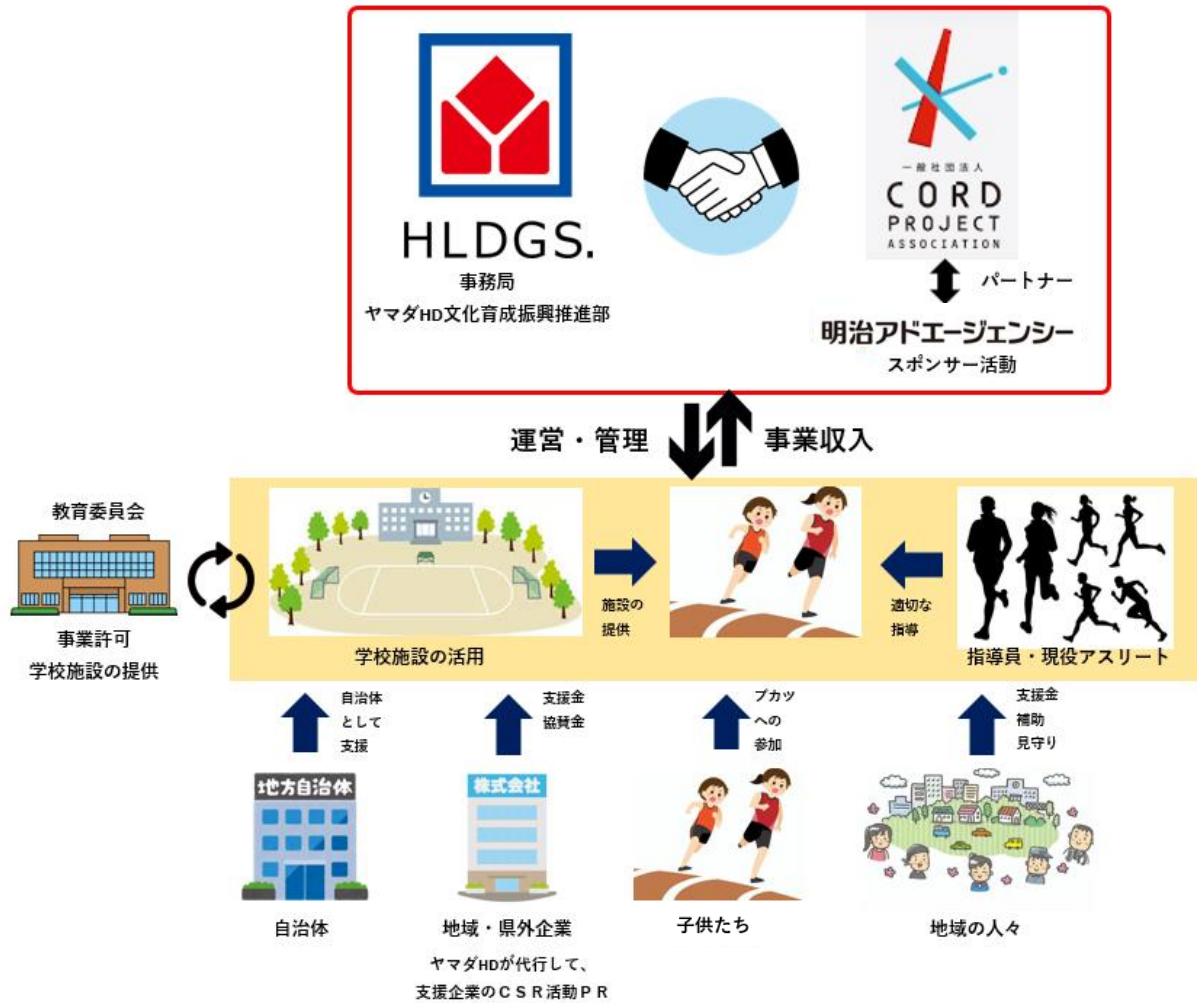 HLDGS.
事務局
ヤマダHD文化育成振興推進部
一般社団法人
CORD
PROJECT
ASSOCIATION
パートナー
明治アドエージェンシー
スポンサー活動
運営・管理
事業収入
教育委員会
事業許可
学校施設の提供
学校施設の活用
施設の
提供
適切な
指導
指導員・現役アスリート
自治体
として
支援
支援金
協賛金
ブカツ
への
参加
支援金
補助
見守り
地方自治体
自治体
株式会社
地域・県外企業
ヤマダHDが代行して、
支援企業のCSR活動PR
子供たち
地域の人々